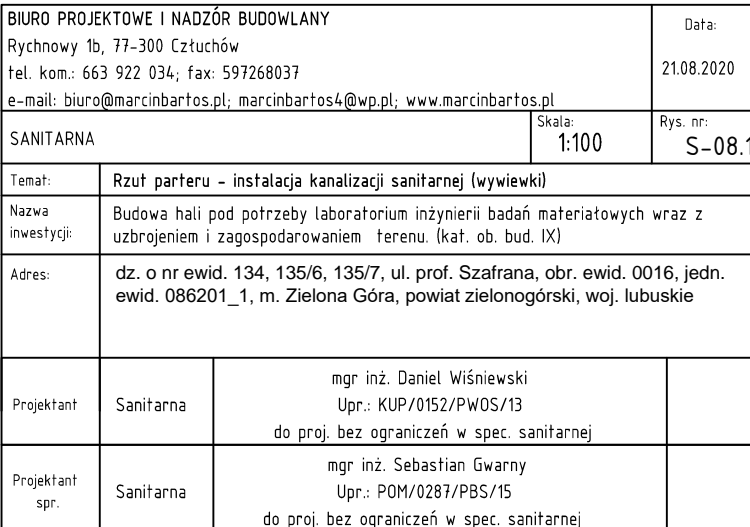 BIURO PROJEKTOWE I NADZÓR BUDOWLANY
Rychnowy 1b, 77-300 Człuchów
tel. kom.: 663 922 034; fax: 597268037
e-mail: biuro@marcinbartos.pl; marcinbartos4@wp.pl; www.marcinbartos.pl
Data:
21.08.2020
SANITARNA
Skala:
1:100
Rys. nr:
S-08.1
Temat:
Rzut parteru - instalacja kanalizacji sanitarnej (wywiewki)
Nazwa
inwestycji:
Budowa hali pod potrzeby laboratorium inżynierii badań materiałowych wraz z
uzbrojeniem i zagospodarowaniem terenu. (kat. ob. bud. IX)
Adres:
dz. o nr ewid. 134, 135/6, 135/7, ul. prof. Szafrana, obr. ewid. 0016, jedn.
ewid. 086201_1, m. Zielona Góra, powiat zielonogórski, woj. lubuskie
Projektant
Sanitarna
mgr inż. Daniel Wiśniewski
Upr.: KUP/0152/PWOS/13
do proj. bez ograniczeń w spec. sanitarnej
Projektant
spr.
Sanitarna
mgr inż. Sebastian Gwarny
Upr.: POM/0287/PBS/15
do proj. bez ograniczeń w spec. sanitarnej